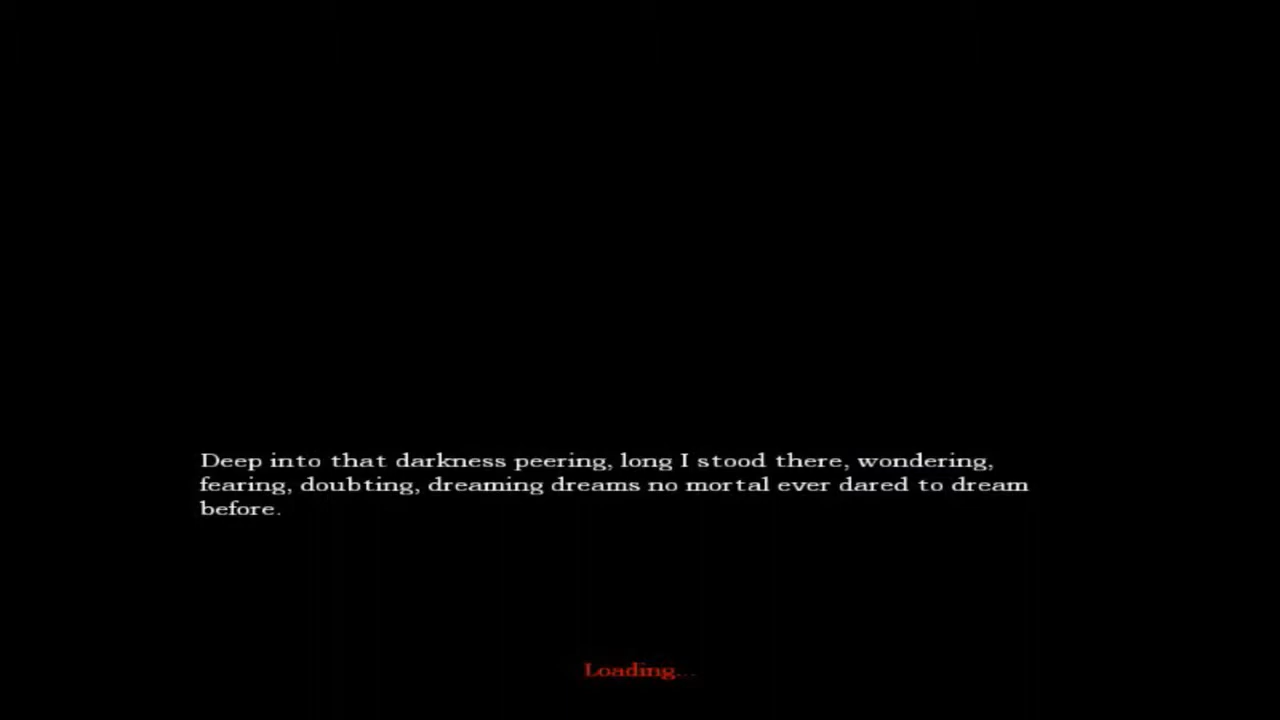 Deep into that darkness peering, long I stood there, wondering,
fearing, doubting, dreaming dreams no mortal ever dared to dream
before.
Loading...